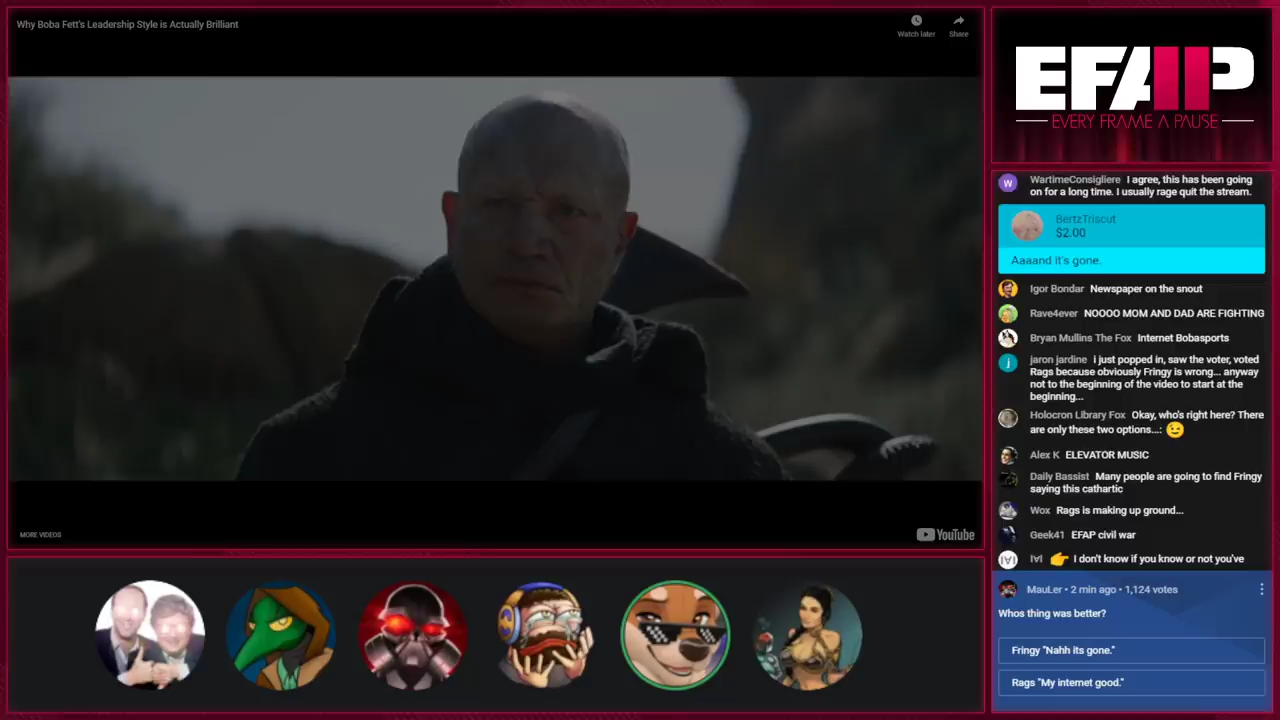 Why Boba Fett's Leadership Style is Actually Brilliant
Watch later
Share
MORE VIDEOS
YouTube
EFAP
EVERY FRAME A PAUSE
W
WartimeConsigliere I agree, this has been going
on for a long time. I usually rage quit the stream.
BertzTriscut
$2.00
Aaaand it's gone.
Igor Bondar Newspaper on the snout
Rave4ever NOOOO MOM AND DAD ARE FIGHTING
Bryan Mullins The Fox Internet Bobasports
j
jaron jardine i just popped in, saw the voter, voted
Rags because obviously Fringy is wrong... anyway
not to the beginning of the video to start at the
beginning...
Holocron Library Fox Okay, who's right here? There
are only these two options...: 😉
Alex K ELEVATOR MUSIC
Daily Bassist Many people are going to find Fringy
saying this cathartic
Wox Rags is making up ground...
Geek41 EFAP civil war
I∀I 👉 I don't know if you know or not you've
MauLer • 2 min ago • 1,124 votes
Whos thing was better?
Fringy "Nahh its gone."
Rags "My internet good."